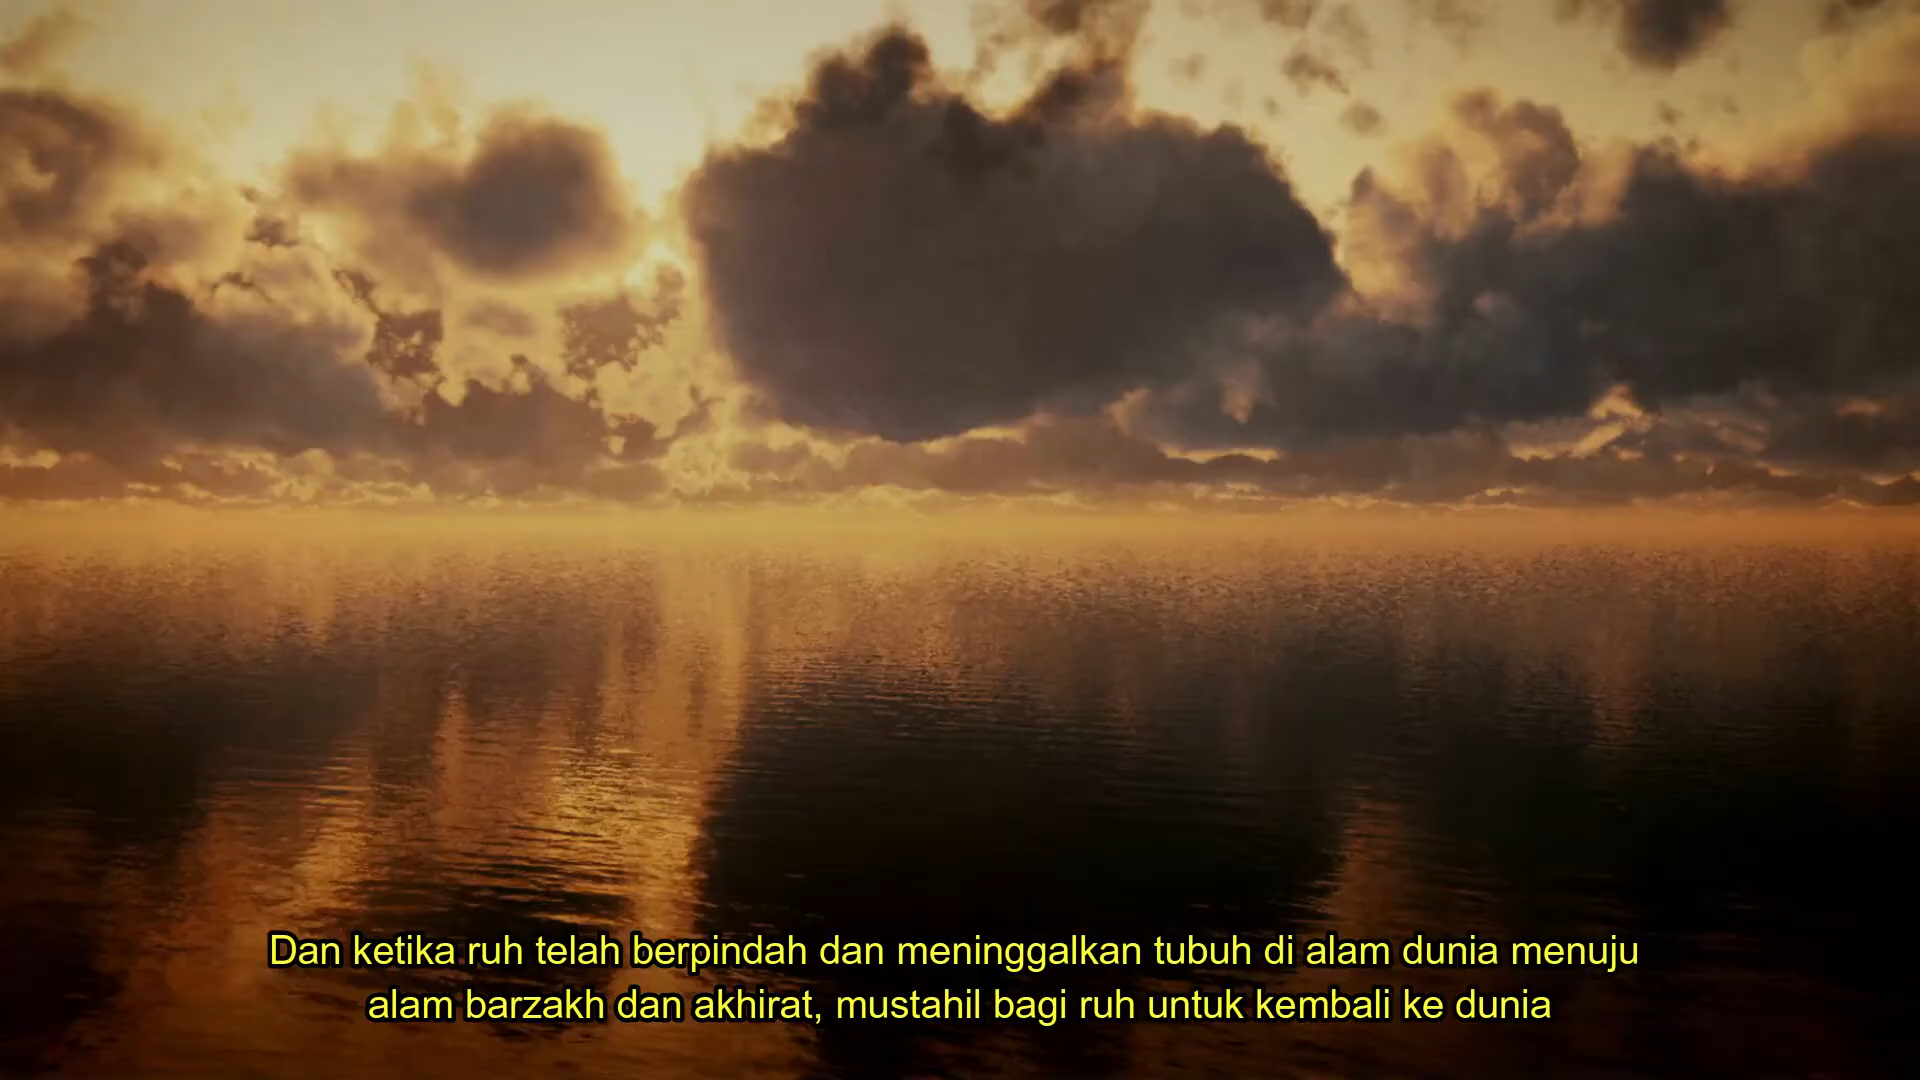 Dan ketika ruh telah berpindah dan meninggalkan tubuh di alam dunia menuju
alam barzakh dan akhirat, mustahil bagi ruh untuk kembali ke dunia